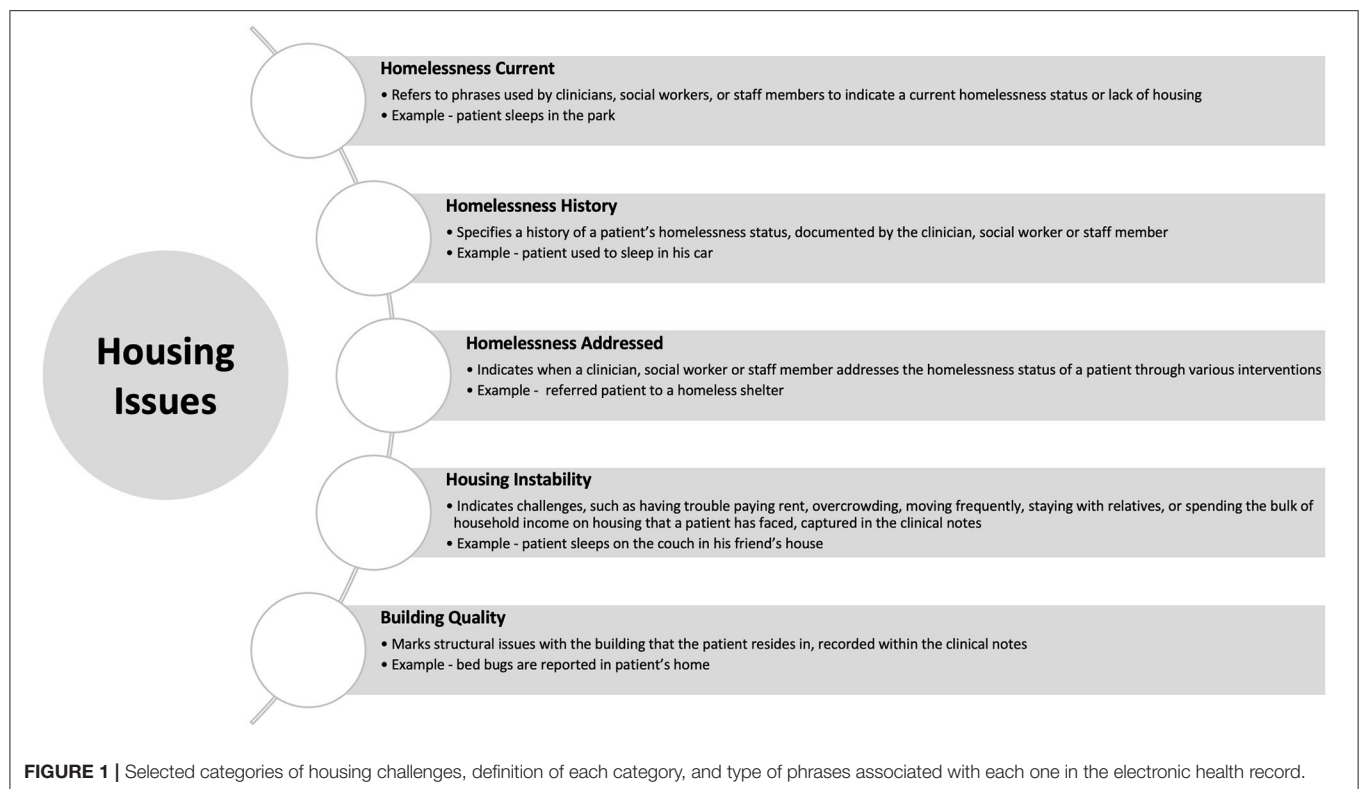 Homelessness Current
• Refers to phrases used by clinicians, social workers, or staff members to indicate a current homelessness status or lack of housing
• Example - patient sleeps in the park
Homelessness History
• Specifies a history of a patient's homelessness status, documented by the clinician, social worker or staff member
• Example - patient used to sleep in his car
Housing
Issues
Homelessness Addressed
• Indicates when a clinician, social worker or staff member addresses the homelessness status of a patient through various interventions
• Example -  referred patient to a homeless shelter
Housing Instability
• Indicates challenges, such as having trouble paying rent, overcrowding, moving frequently, staying with relatives, or spending the bulk of
household income on housing that a patient has faced, captured in the clinical notes
• Example - patient sleeps on the couch in his friend's house
Building Quality
• Marks structural issues with the building that the patient resides in, recorded within the clinical notes
• Example - bed bugs are reported in patient's home
FIGURE 1 | Selected categories of housing challenges, definition of each category, and type of phrases associated with each one in the electronic health record.